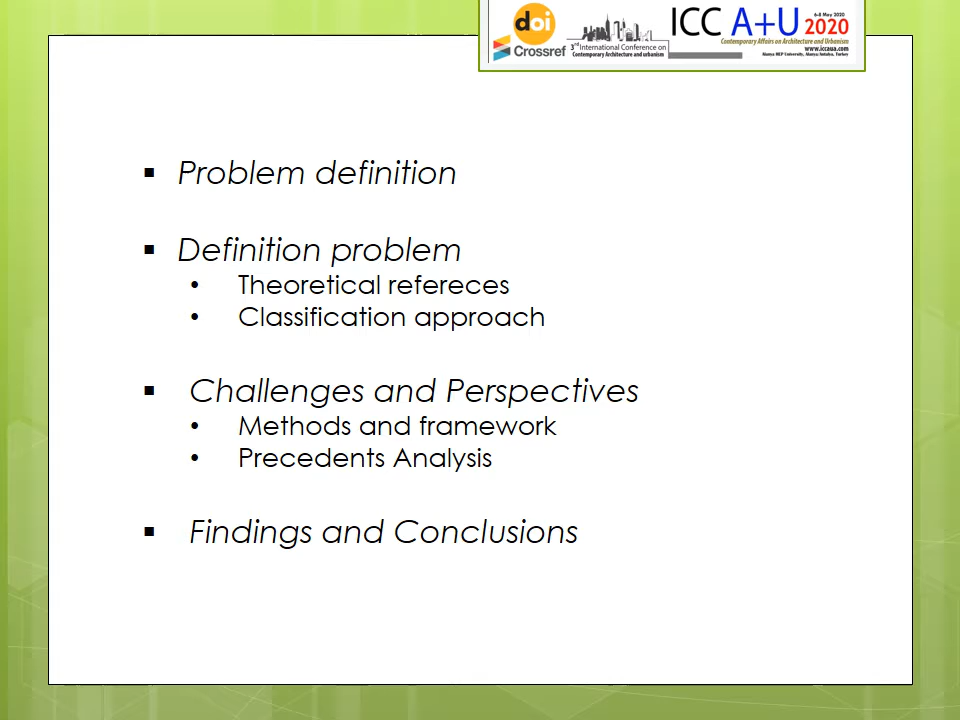 doi
Crossref
3rd International Conference on
Contemporary Architecture and urbanism
ICC A+U 2020
6-8 May 2020
Contemporary Affairs on Architecture and Urbanism
www.iccaua.com
▪ Problem definition
▪ Definition problem
• Theoretical refereces
• Classification approach
▪ Challenges and Perspectives
• Methods and framework
• Precedents Analysis
▪ Findings and Conclusions